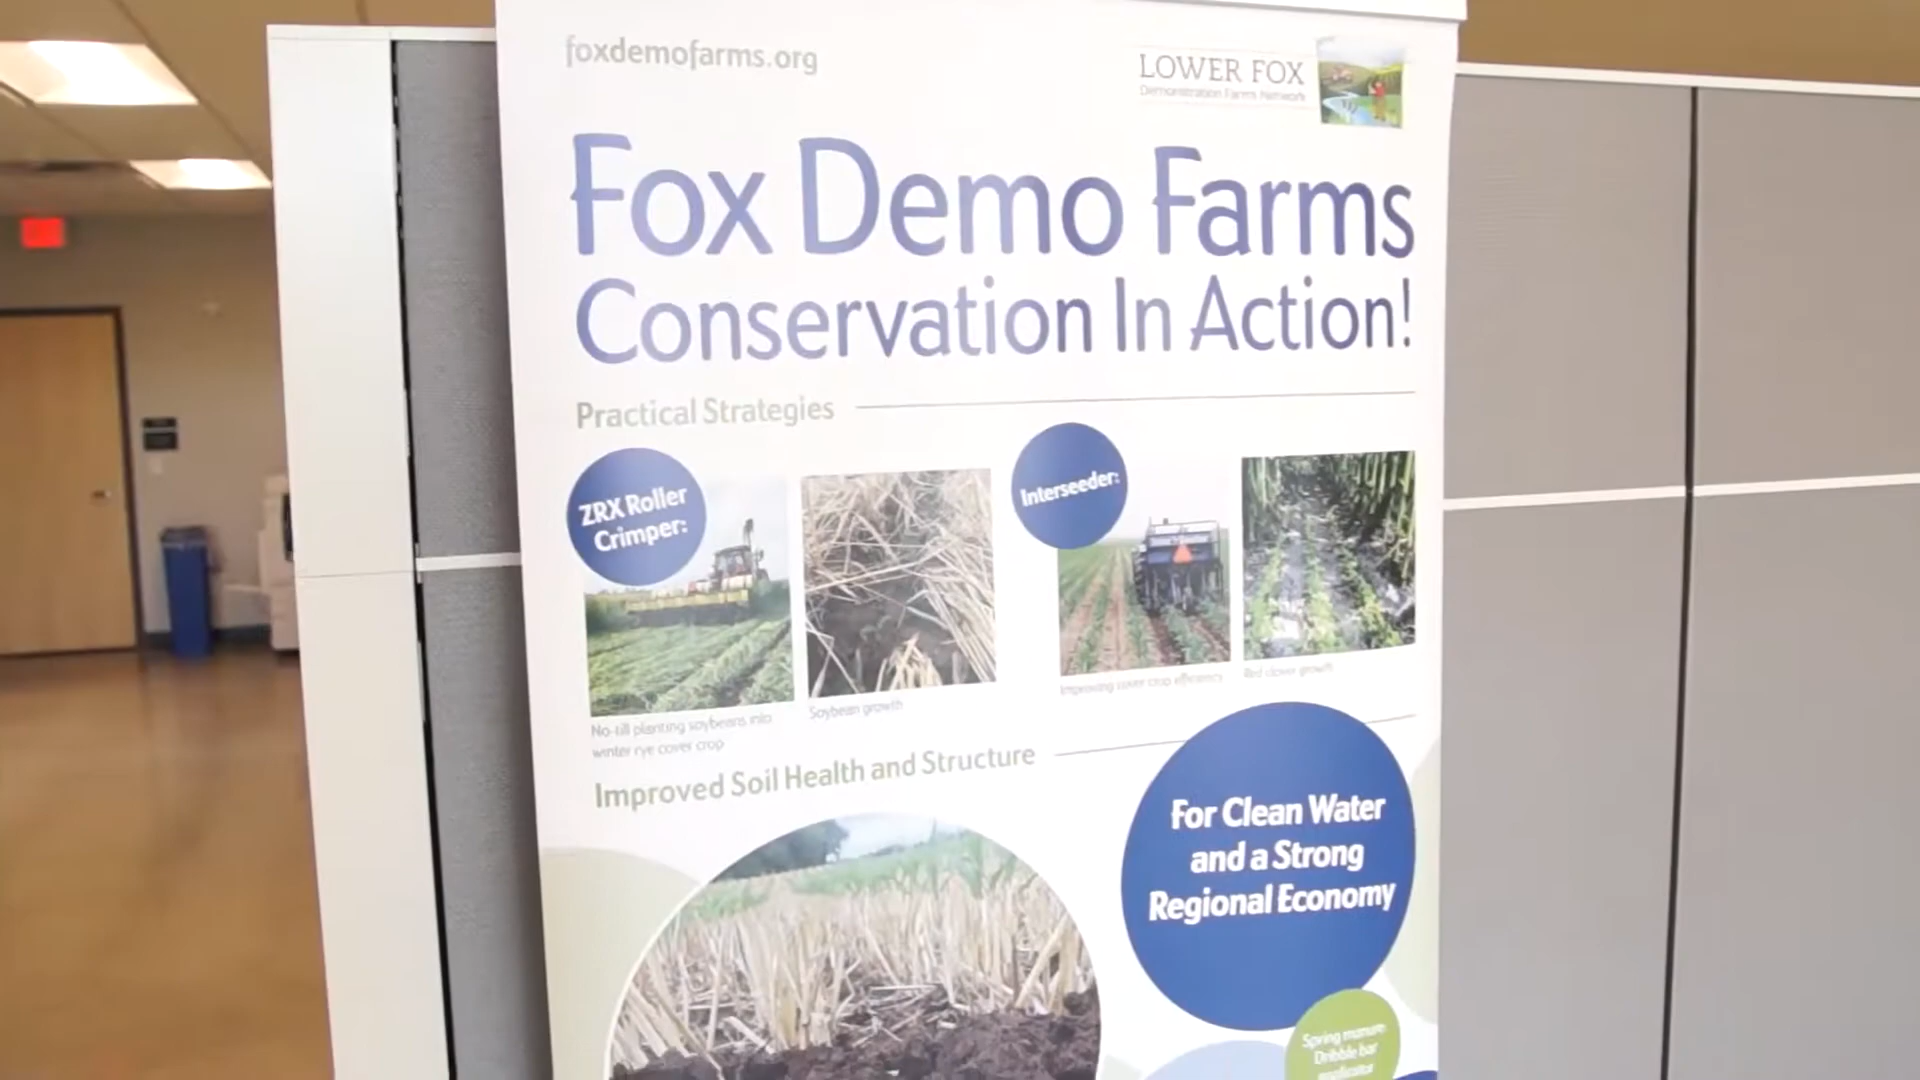 foxdemofarms.org
LOWER FOX
Demonstration Farms Network
Fox Demo Farms
Conservation In Action!
Practical Strategies
ZRX Roller
Crimper:
Interseeder:
No-till planting soybeans into
winter rye cover crop
Soybean growth
Improving cover crop efficiency
Red clover growth
Improved Soil Health and Structure
For Clean Water
and a Strong
Regional Economy
Spring manure
Dribble bar
applicator